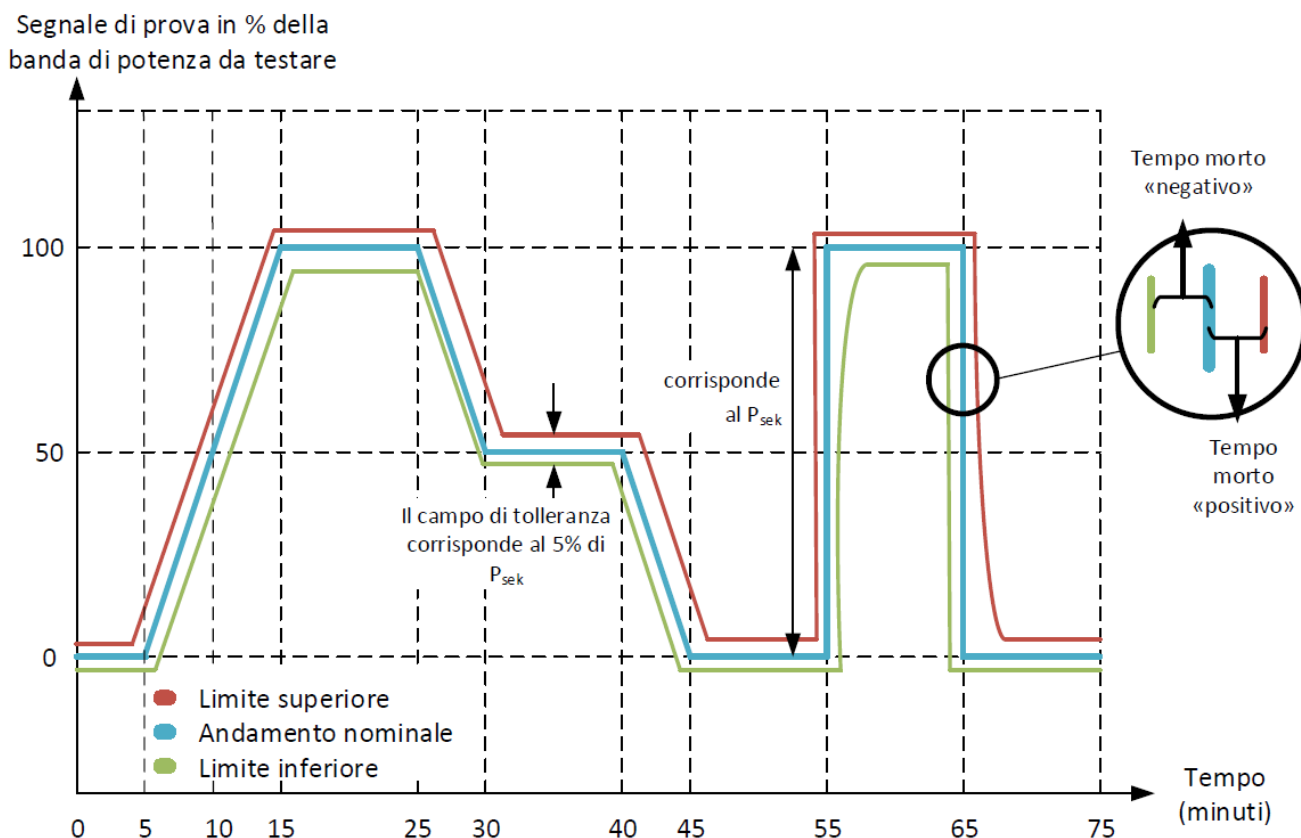 Segnale di prova in % della
banda di potenza da testare
100
50
0
corrisponde
al Psek
Il campo di tolleranza
corrisponde al 5% di
Psek
Tempo morto
«negativo»
Tempo
morto
«positivo»
Limite superiore
Andamento nominale
Limite inferiore
Tempo
(minuti)
0 5 10 15 25 30 40 45 55 65 75